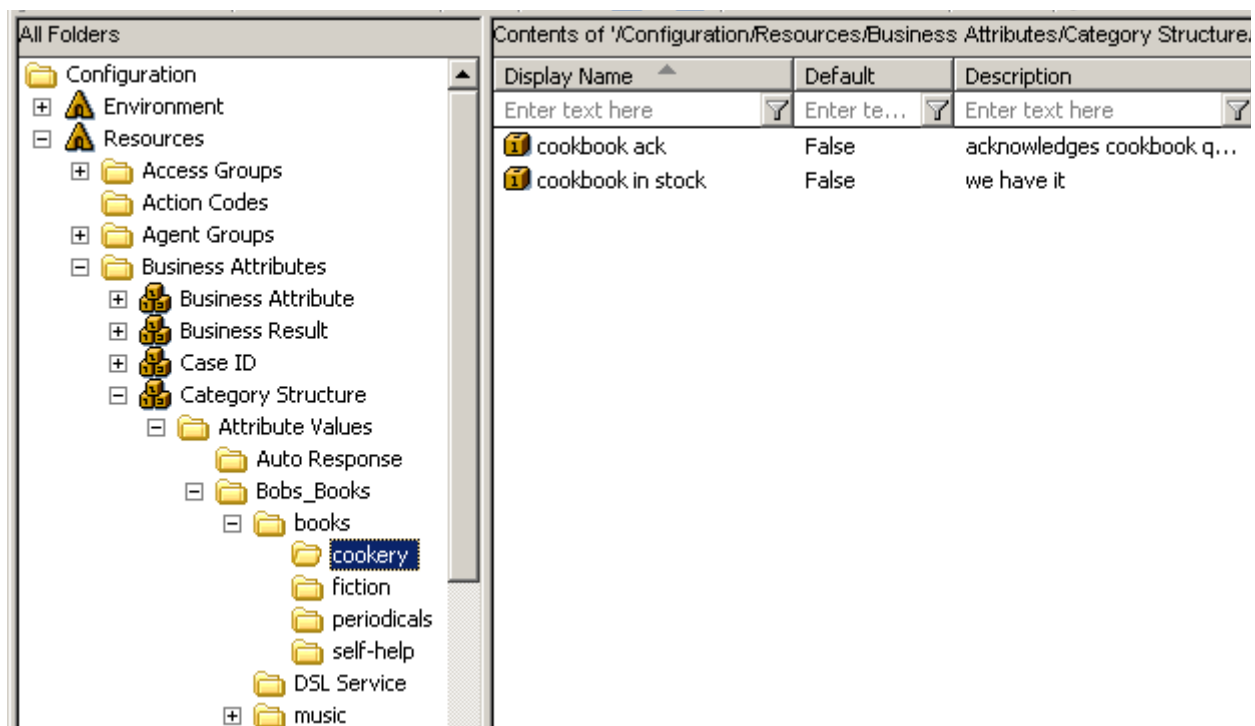 All Folders
Configuration
Environment
Resources
Access Groups
Action Codes
Agent Groups
Business Attributes
Business Attribute
Business Result
Case ID
Category Structure
Attribute Values
Auto Response
Bobs_Books
books
cookery
fiction
periodicals
self-help
DSL Service
music
Contents of '/Configuration/Resources/Business Attributes/Category Structure/
Display Name Default Description
Enter text here Enter te... Enter text here
cookbook ack False acknowledges cookbook q...
cookbook in stock False we have it